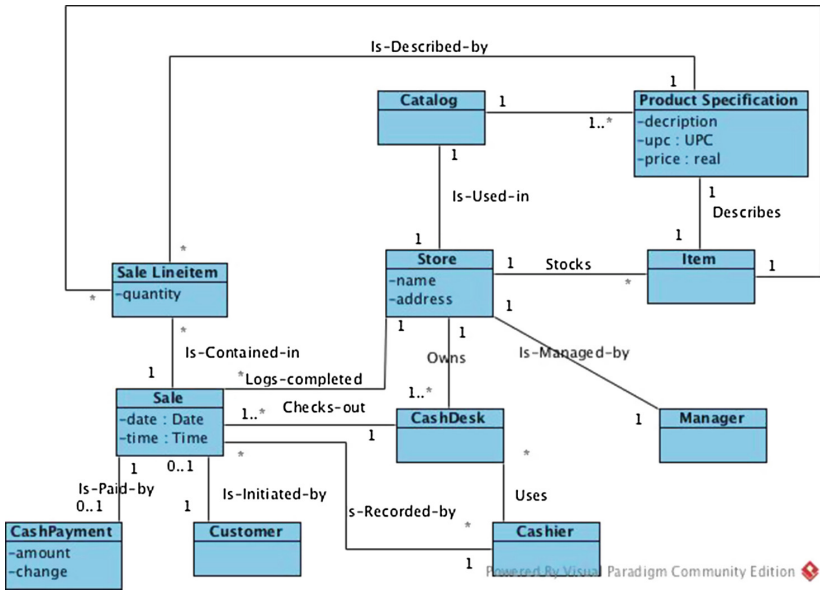 Is-Described-by
1
Catalog
1
1..*
Product Specification
-decription
-upc : UPC
-price : real
1
Is-Used-in
1
Describes
1
1
*
Sale Lineitem
-quantity
*
Store
-name
-address
1
Stocks
*
Item
1
*
1
1
1
Is-Contained-in
Owns
Is-Managed-by
1
*
Logs-completed
1..*
Sale
-date : Date
-time : Time
1..*
Checks-out
1
CashDesk
1
Manager
1
0..1
*
*
Is-Paid-by
0..1
Is-Initiated-by
1
s-Recorded-by
Uses
*
CashPayment
-amount
-change
Customer
Cashier
1
Powered By Visual Paradigm Community Edition